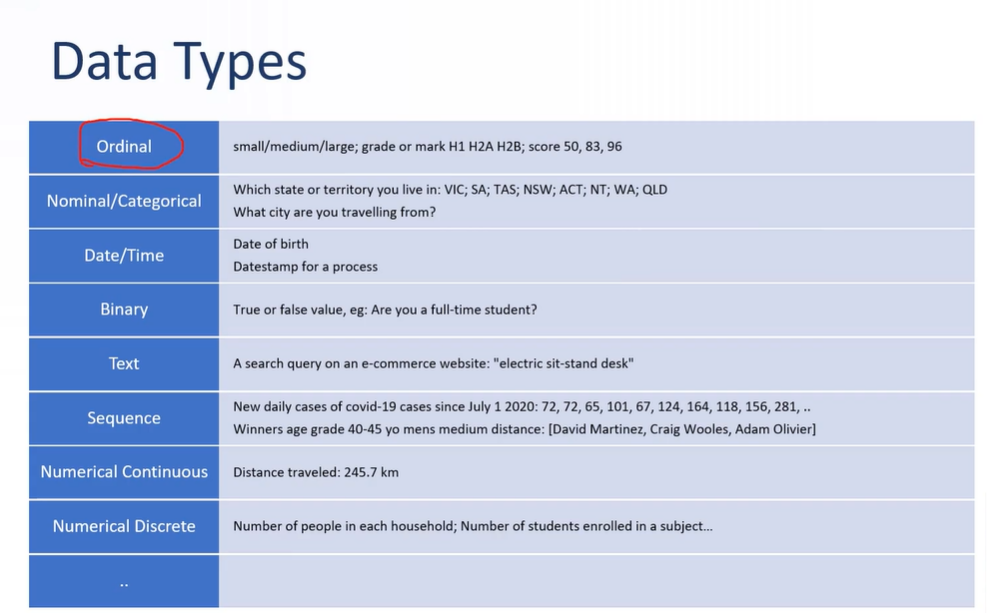 Data Types
Ordinal
small/medium/large; grade or mark H1 H2A H2B; score 50, 83, 96
Nominal/Categorical
Which state or territory you live in: VIC; SA; TAS; NSW; ACT; NT; WA; QLD
What city are you travelling from?
Date/Time
Date of birth
Datestamp for a process
Binary
True or false value, eg: Are you a full-time student?
Text
A search query on an e-commerce website: "electric sit-stand desk"
Sequence
New daily cases of covid-19 cases since July 1 2020: 72, 72, 65, 101, 67, 124, 164, 118, 156, 281, ..
Winners age grade 40-45 yo mens medium distance: [David Martinez, Craig Wooles, Adam Olivier]
Numerical Continuous
Distance traveled: 245.7 km
Numerical Discrete
Number of people in each household; Number of students enrolled in a subject...
..